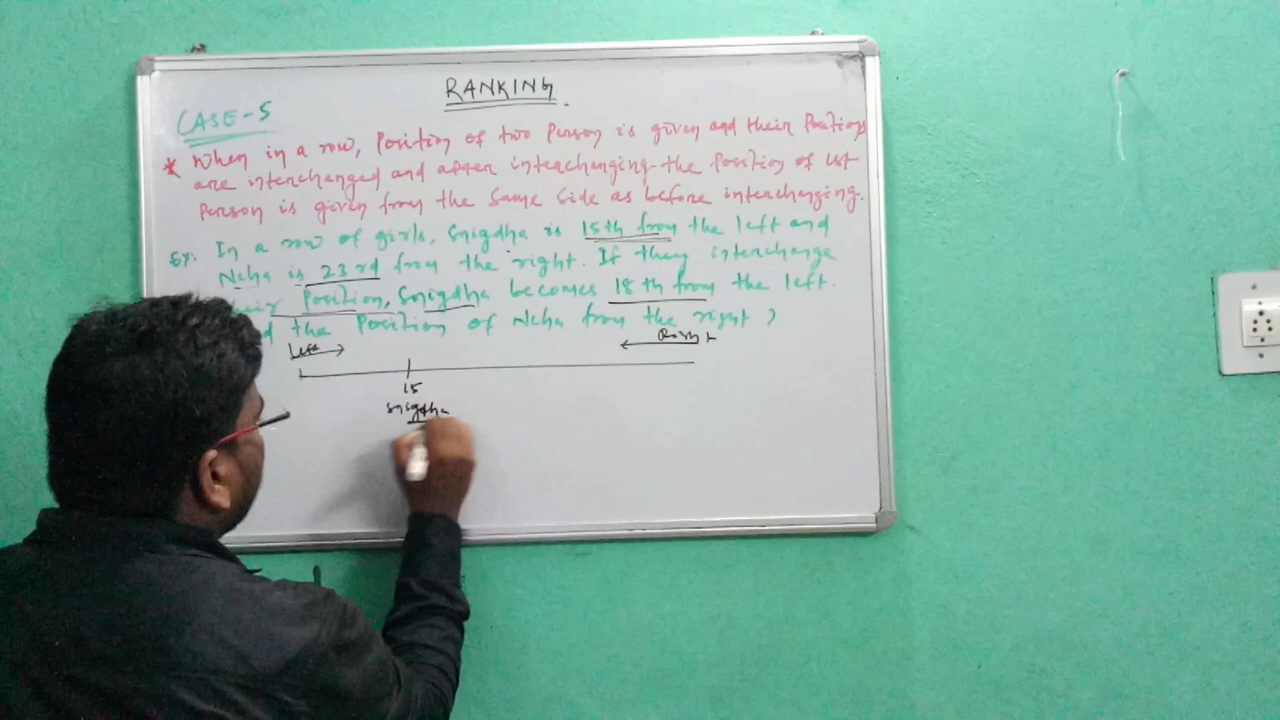 RANKING
CASE-5
* When in a row, Position of two Person is given and their Positions
are interchanged and after interchanging the Position of 1st
Person is given from the same side as before interchanging.
Ex: In a row of girls, Snigdha is 15th from the left and
Neha is 23rd from the right. If they interchange
Position, Snigdha becomes 18th from the left.
the Position of Neha from the right ?
Left Right
15
Snigdha